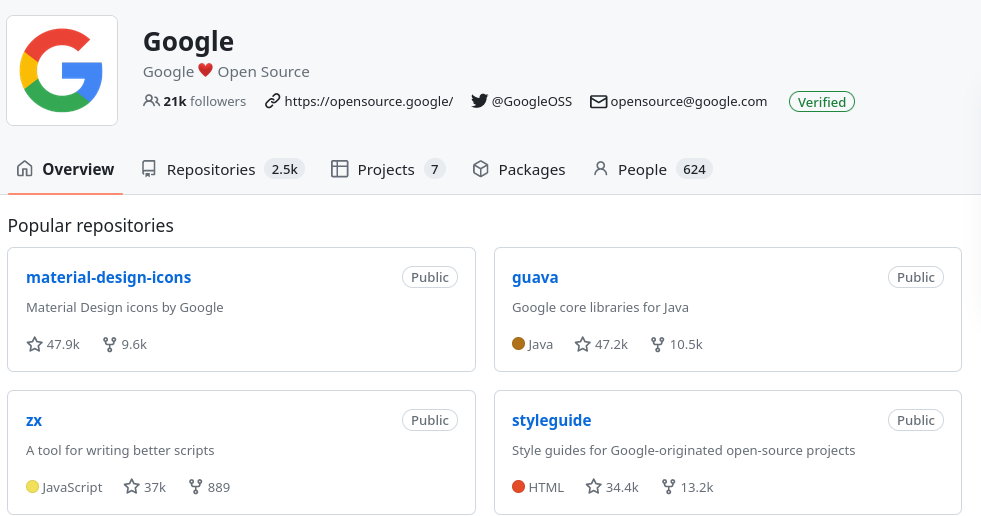 Google
Google ❤️ Open Source
21k followers https://opensource.google/ @GoogleOSS opensource@google.com Verified
Overview Repositories 2.5k Projects 7 Packages People 624
Popular repositories
material-design-icons Public
Material Design icons by Google
47.9k 9.6k
guava Public
Google core libraries for Java
Java 47.2k 10.5k
zx Public
A tool for writing better scripts
JavaScript 37k 889
styleguide Public
Style guides for Google-originated open-source projects
HTML 34.4k 13.2k